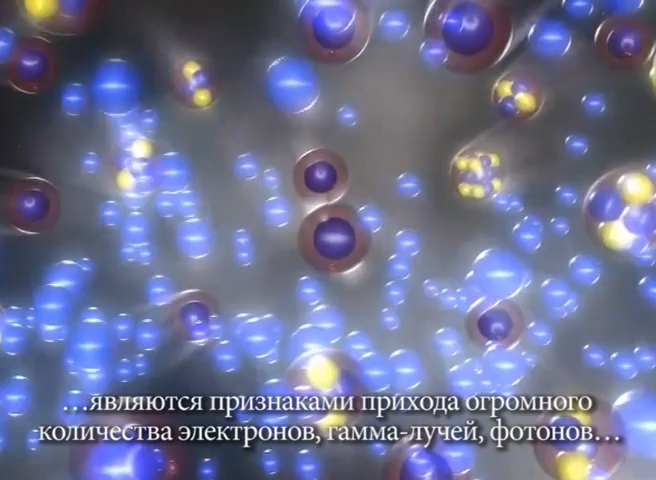 …являются признаками прихода огромного
количества электронов, гамма-лучей, фотонов…